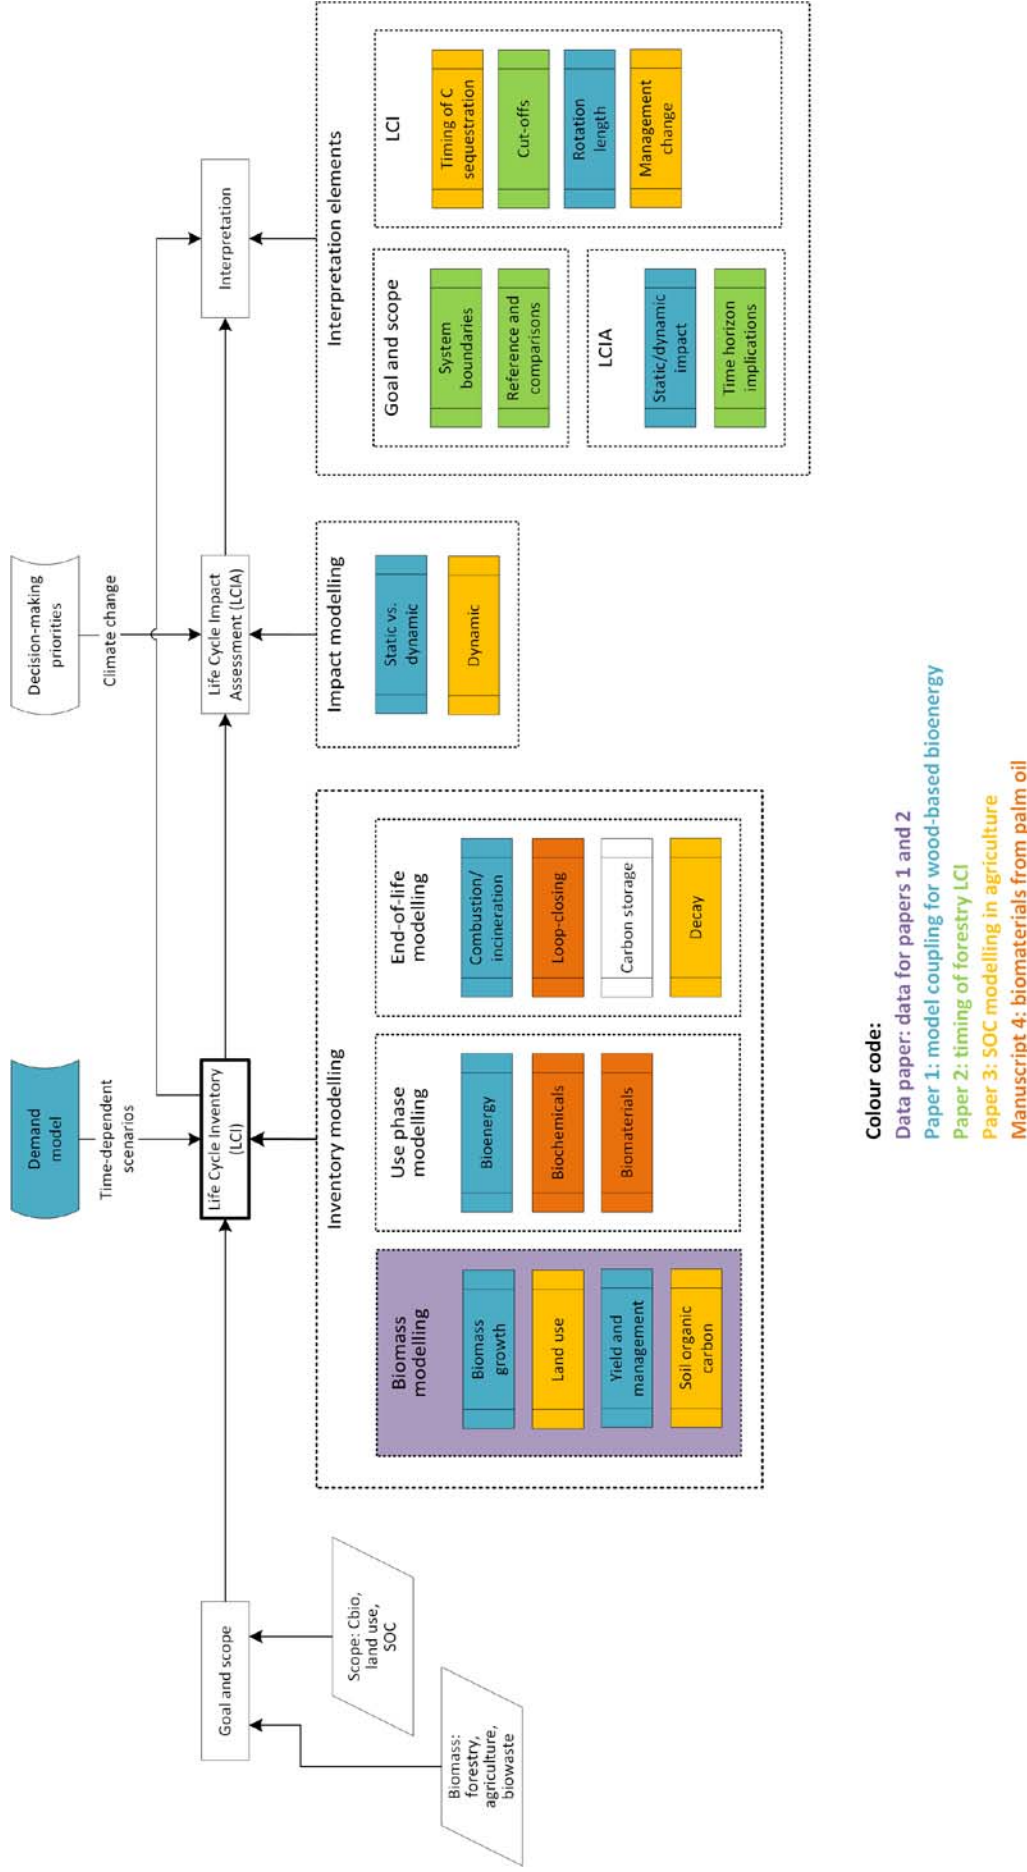 Biomass:
forestry,
agriculture,
biowaste
Scope: Cbio,
land use,
SOC
Goal and scope
Demand
model
Time-dependent
scenarios
Life Cycle Inventory
(LCI)
Inventory modelling
Biomass
modelling
Biomass
growth
Land use
Yield and
management
Soil organic
carbon
Use phase
modelling
Bioenergy
Biochemicals
Biomaterials
End-of-life
modelling
Combustion/
incineration
Loop-closing
Carbon storage
Decay
Decision-making
priorities
Climate change
Life Cycle Impact
Assessment (LCIA)
Impact modelling
Static vs.
dynamic
Dynamic
Interpretation
Interpretation elements
Goal and scope
System
boundaries
Reference and
comparisons
LCIA
Static/dynamic
impact
Time horizon
implications
LCI
Timing of C
sequestration
Cut-offs
Rotation
length
Management
change
Colour code:
Data paper: data for papers 1 and 2
Paper 1: model coupling for wood-based bioenergy
Paper 2: timing of forestry LCI
Paper 3: SOC modelling in agriculture
Manuscript 4: biomaterials from palm oil